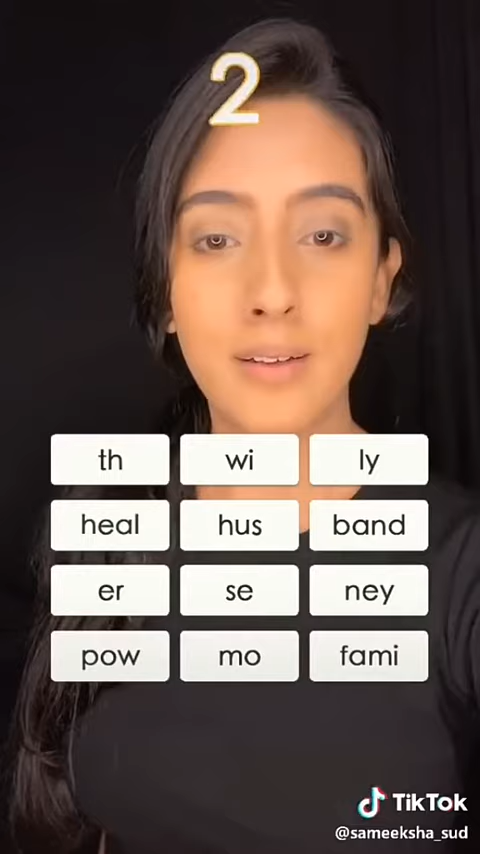 2
th wi ly
heal hus band
er se ney
pow mo fami
TikTok
@sameeksha_sud